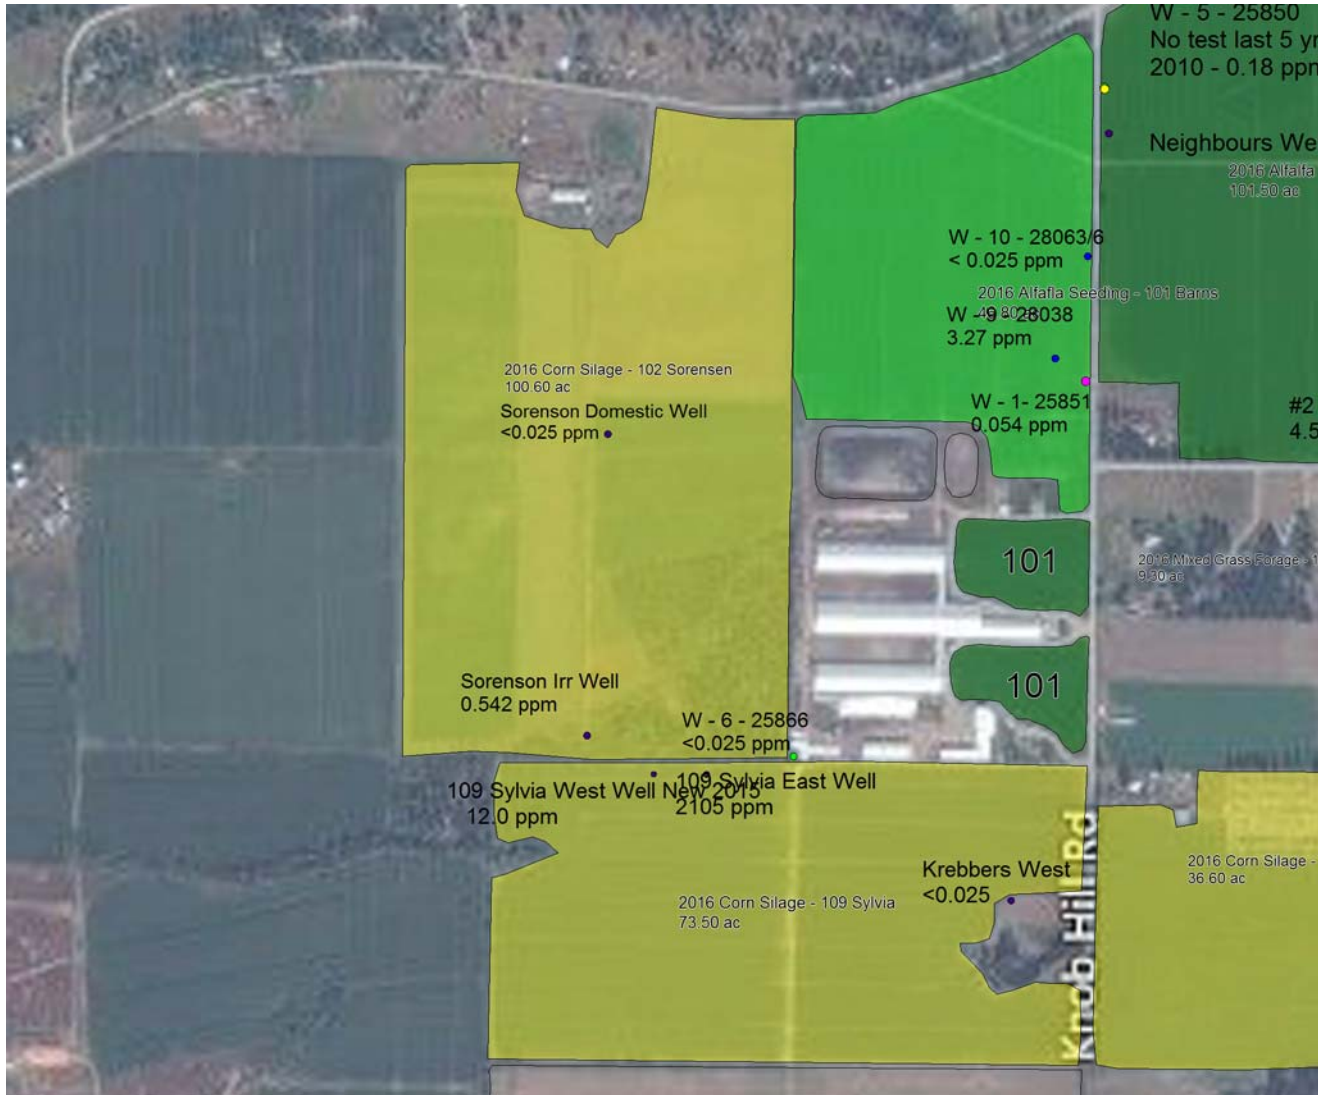 W - 5 - 25850
No test last 5 yr
2010 - 0.18 ppm
Neighbours We
2016 Alfalfa
101.50 ac
W - 10 - 28063/6
< 0.025 ppm
2016 Alfafla Seeding - 101 Barns
W - 9 - 28038
3.27 ppm
2016 Corn Silage - 102 Sorensen
100.60 ac
Sorenson Domestic Well
<0.025 ppm
W - 1- 25851
0.054 ppm
#2
4.5
101
2016 Mixed Grass Forage - 1
9.30 ac
101
Sorenson Irr Well
0.542 ppm
W - 6 - 25866
<0.025 ppm
109 Sylvia West Well New 2015
12.0 ppm
109 Sylvia East Well
2105 ppm
Knob Hill Rd
Krebbers West
<0.025
2016 Corn Silage -
36.60 ac
2016 Corn Silage - 109 Sylvia
73.50 ac